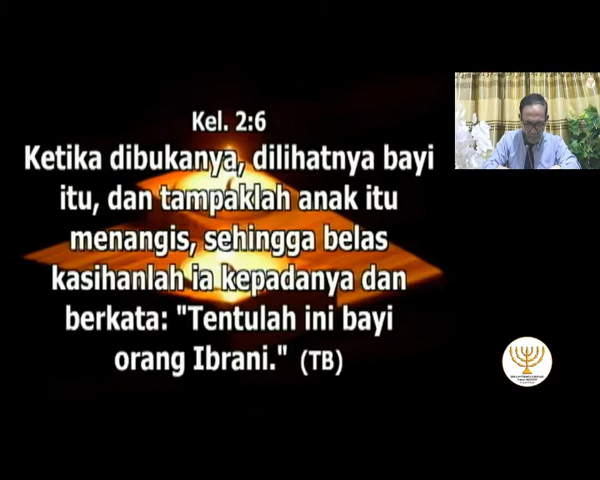 Kel. 2:6
Ketika dibukanya, dilihatnya bayi
itu, dan tampaklah anak itu
menangis, sehingga belas
kasihanlah ia kepadanya dan
berkata: "Tentulah ini bayi
orang Ibrani." (TB)